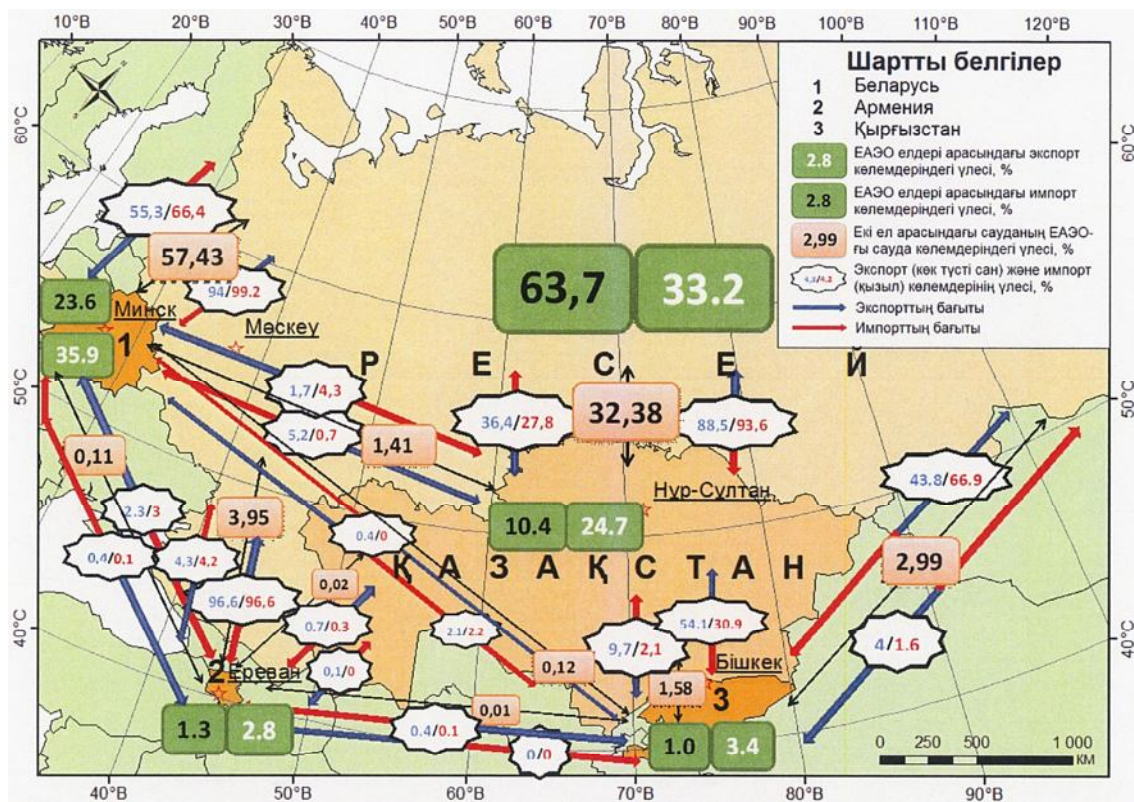 10°В 20°В 30°В 40°В 50°В 60°В 70°В 80°В 90°В 100°В 110°В 120°В
Шартты белгілер
1 Беларусь
2 Армения
3 Қырғызстан
2.8 ЕАЭО елдері арасындағы экспорт
көлемдеріндегі үлесі, %
2.8 ЕАЭО елдері арасындағы импорт
көлемдеріндегі үлесі, %
2,99 Екі ел арасындағы сауданың ЕАЭО-
ғы сауда көлемдеріндегі үлесі, %
4,3/4,2 Экспорт (көк түсті сан) және импорт
(қызыл) көлемдерінің үлесі, %
Экспорттың бағыты
Импорттың бағыты
60°С
60°С
55,3/66,4
57,43
94/99.2
63,7 33.2
23.6
Минск
Мәскеу
1
35.9
Р Е С Е Й
50°С
50°С
1,7/4,3
36,4/27,8
32,38
88,5/93,6
5,2/0,7
1,41
0,11
43.8/66.9
Нұр-Сұлтан
2.3/3
3,95
10.4 24.7
0.4/0
0,4/0.1
4,3/4,2
2,99
Қ А З А Қ С Т А Н
0,02
96,6/96,6
0.7/0.3
2.1/2.2
9,7/2,1
54.1/30.9
4/1.6
40°С
40°С
2 Ереван
0,1/0
0,12
Бішкек
1,58
3
0,01
1.3 2.8
0.4/0.1
0/0
1.0 3.4
0 250 500 1 000
КМ
40°В 50°В 60°В 70°В 80°В 90°В